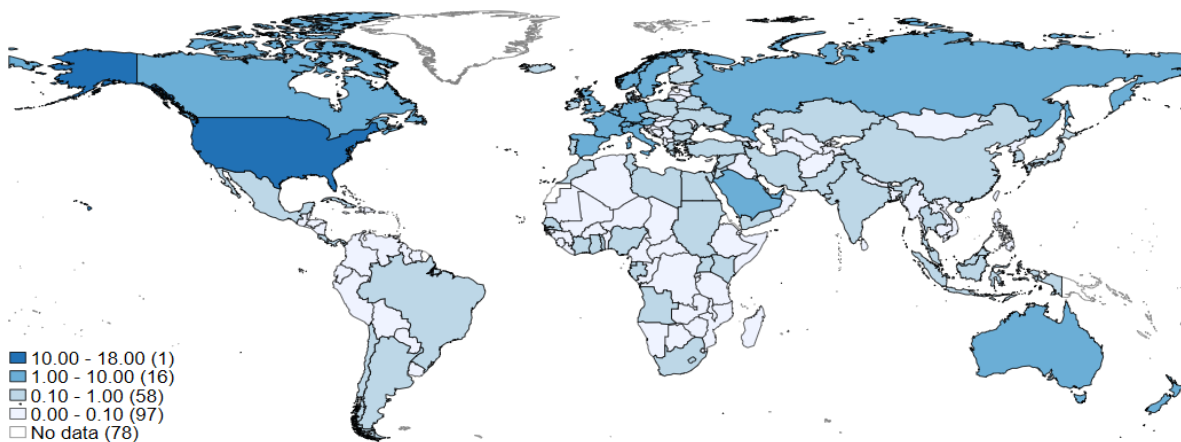 10.00 - 18.00 (1)
1.00 - 10.00 (16)
0.10 - 1.00 (58)
0.00 - 0.10 (97)
No data (78)